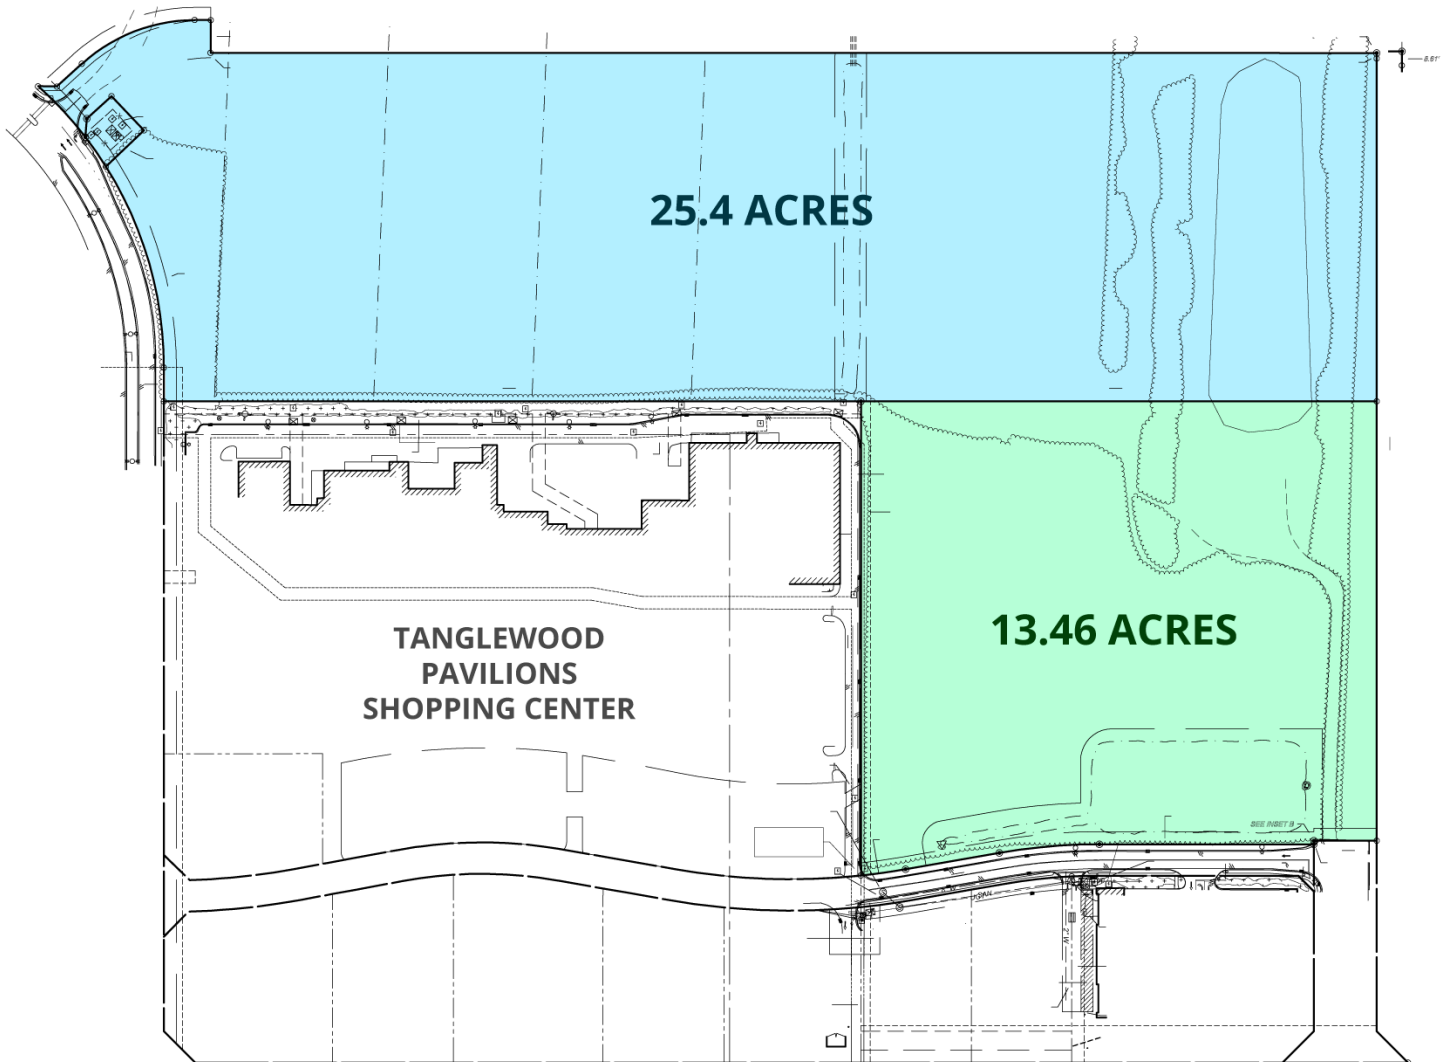 25.4 ACRES
13.46 ACRES
TANGLEWOOD
PAVILIONS
SHOPPING CENTER
SEE INSET B